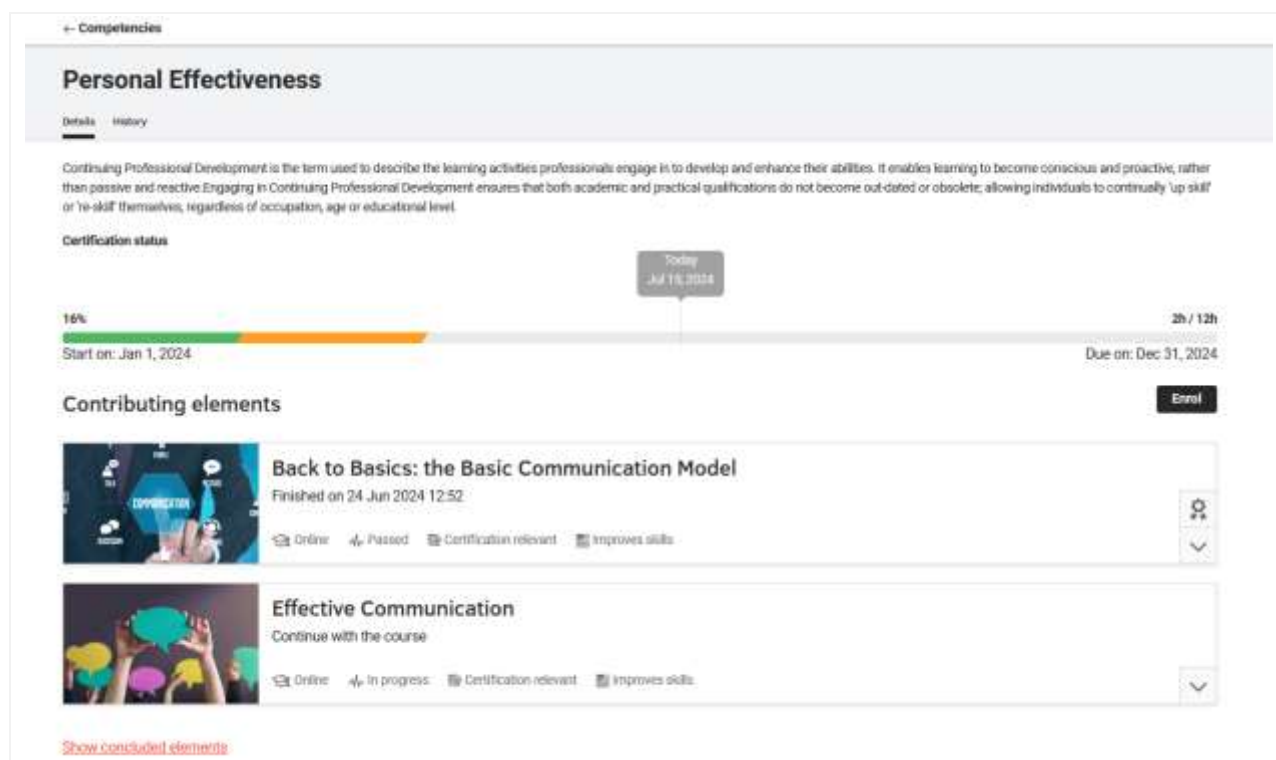 ← Competencies
Personal Effectiveness
Details History
Continuing Professional Development is the term used to describe the learning activities professionals engage in to develop and enhance their abilities. It enables learning to become conscious and proactive, rather
than passive and reactive.Engaging in Continuing Professional Development ensures that both academic and practical qualifications do not become out-dated or obsolete; allowing individuals to continually 'up skill'
or 're-skill' themselves, regardless of occupation, age or educational level.
Certification status
Today
Jul 2024
16% 2h / 12h
Start on: Jan 1, 2024 Due on: Dec 31, 2024
Contributing elements Enrol
COMMUNICATION
Back to Basics: the Basic Communication Model
Finished on 24 Jun 2024 12:52
Online Passed Certification relevant Improves skills
Effective Communication
Continue with the course
Online In progress Certification relevant Improves skills
Show concluded elements